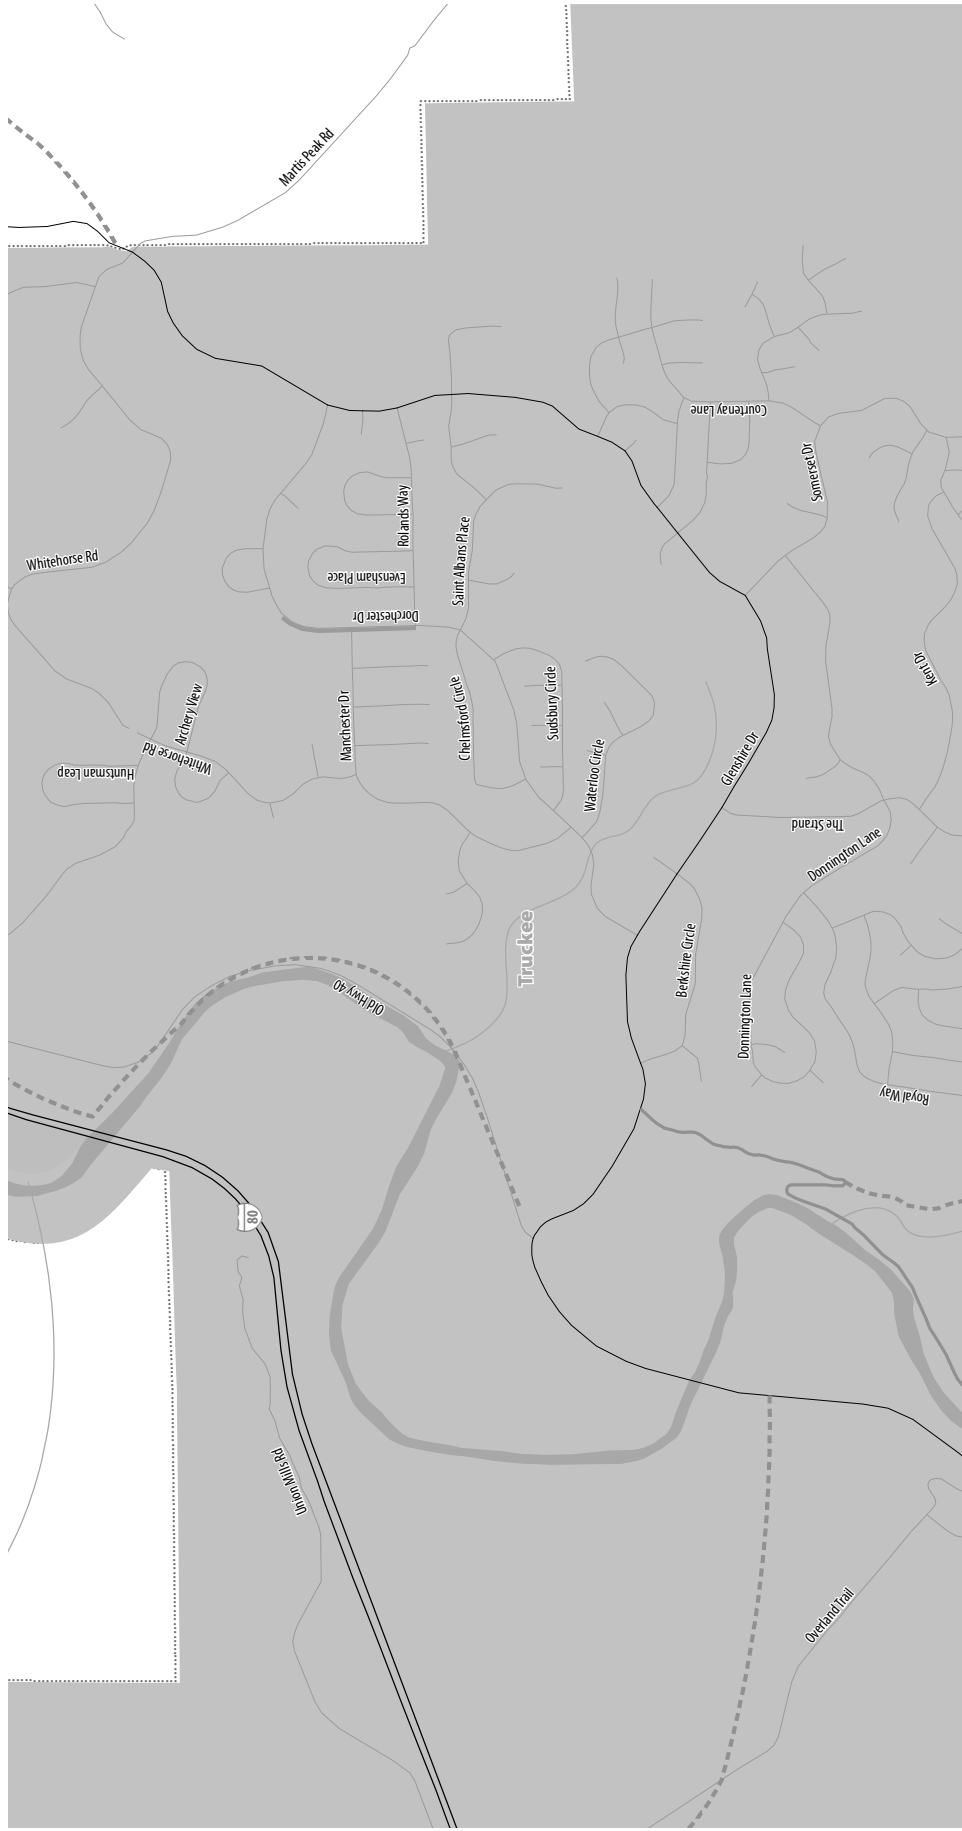 Martis Peak Rd
Courtenay Lane
Somerset Dr
Rolands Way
Saint Albans Place
Whitehorse Rd
Evensham Place
Dorchester Dr
Kent Dr
Archery View
Manchester Dr
Chelmsford Circle
Sudsbury Circle
Whitehorse Rd
Huntsman Leap
Waterloo Circle
Glenshire Dr
The Strand
Donnington Lane
Truckee
Berkshire Circle
Old Hwy 40
Donnington Lane
Royal Way
80
Union Mills Rd
Overland Trail